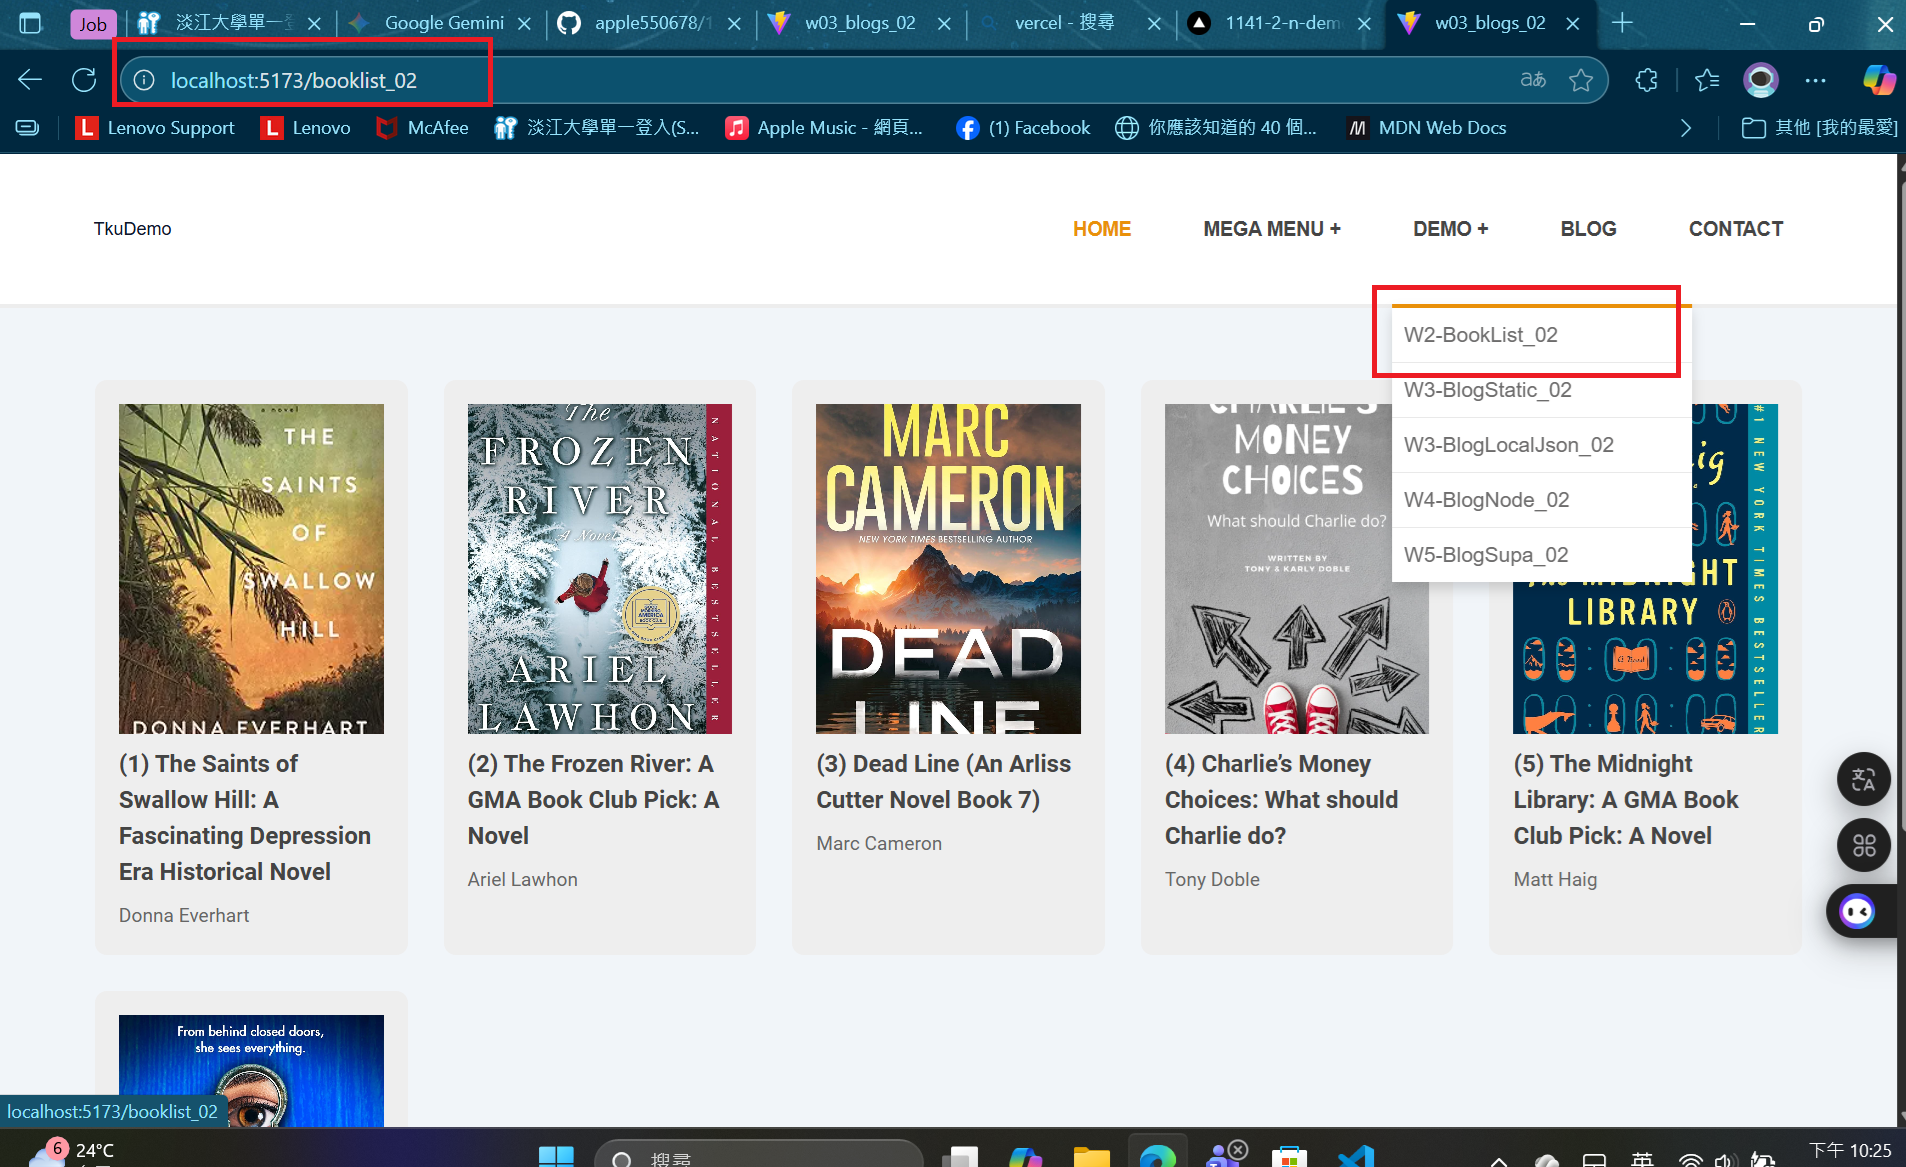 Job
淡江大學單一登
Google Gemini
apple550678/1
w03_blogs_02
vercel - 搜尋
1141-2-n-dem
w03_blogs_02
localhost:5173/booklist_02
aあ
Lenovo Support
Lenovo
McAfee
淡江大學單一登入(S...
Apple Music - 網頁...
(1) Facebook
你應該知道的 40 個...
MDN Web Docs
其他 [我的最愛]
TkuDemo
HOME
MEGA MENU +
DEMO +
BLOG
CONTACT
W2-BookList_02
W3-BlogStatic_02
W3-BlogLocalJson_02
W4-BlogNode_02
W5-BlogSupa_02
a novel
THE
SAINTS
OF
SWALLOW
HILL
DONNA EVERHART
(1) The Saints of
Swallow Hill: A
Fascinating Depression
Era Historical Novel
Donna Everhart
The
FROZEN
RIVER
A Novel
NATIONAL BESTSELLER
ARIEL
LAWHON
(2) The Frozen River: A
GMA Book Club Pick: A
Novel
Ariel Lawhon
MARC
CAMERON
NEW YORK TIMES BESTSELLING AUTHOR
DEAD
LINE
(3) Dead Line (An Arliss
Cutter Novel Book 7)
Marc Cameron
CHARLIE'S
MONEY
CHOICES
What should Charlie do?
WRITTEN BY
TONY & KARLY DOBLE
(4) Charlie’s Money
Choices: What should
Charlie do?
Tony Doble
#1 NEW YORK TIMES BESTSELLER
MIDNIGHT
LIBRARY
A Novel
(5) The Midnight
Library: A GMA Book
Club Pick: A Novel
Matt Haig
From behind closed doors,
she sees everything.
localhost:5173/booklist_02
6
24°C
搜尋
英
下午 10:25